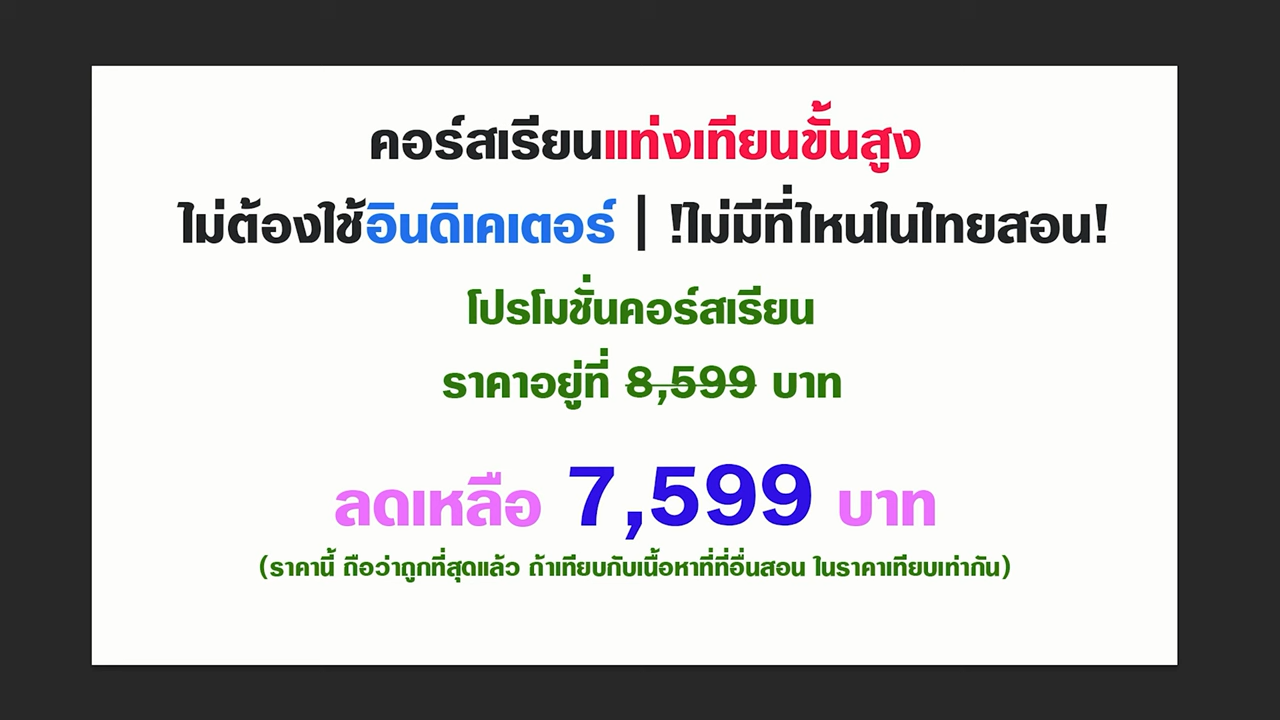 คอร์สเรียนแท่งเทียนขั้นสูง
ไม่ต้องใช้อินดิเคเตอร์ | !ไม่มีที่ไหนในไทยสอน!
โปรโมชั่นคอร์สเรียน
ราคาอยู่ที่ 8,599 บาท
ลดเหลือ 7,599 บาท
(ราคานี้ ถือว่าถูกที่สุดแล้ว ถ้าเทียบกับเนื้อหาที่ที่อื่นสอน ในราคาเทียบเท่ากัน)